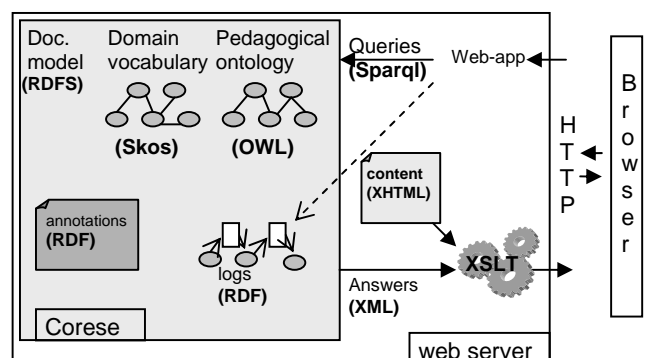 Doc.
model
(RDFS)
Domain
vocabulary
(Skos)
Pedagogical
ontology
(OWL)
Queries
(Sparql)
Web-app
annotations
(RDF)
logs
(RDF)
content
(XHTML)
XSLT
Answers
(XML)
Corese
web server
H
T
T
P
B
r
o
w
s
e
r